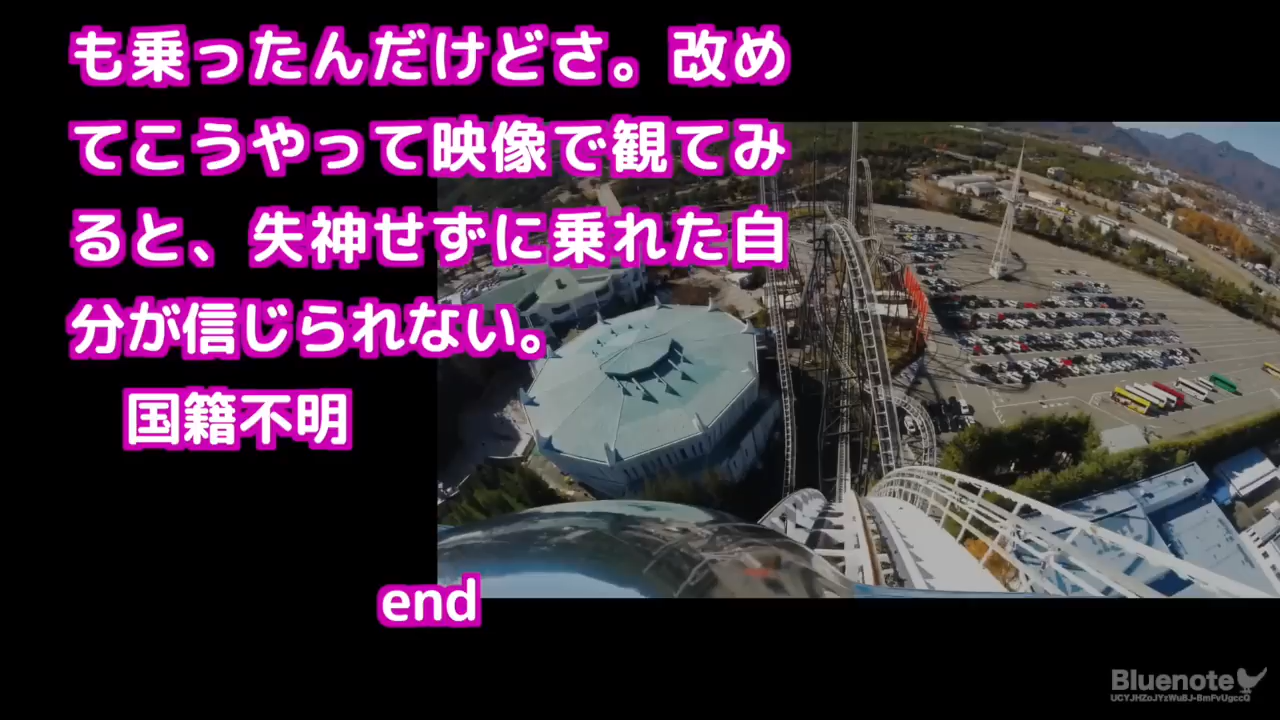 も乗ったんだけどさ。改め
てこうやって映像で観てみ
ると、失神せずに乗れた自
分が信じられない。
国籍不明
end
Bluenote
UCYJHZoJYzWuBJ-BmFvUgccQ